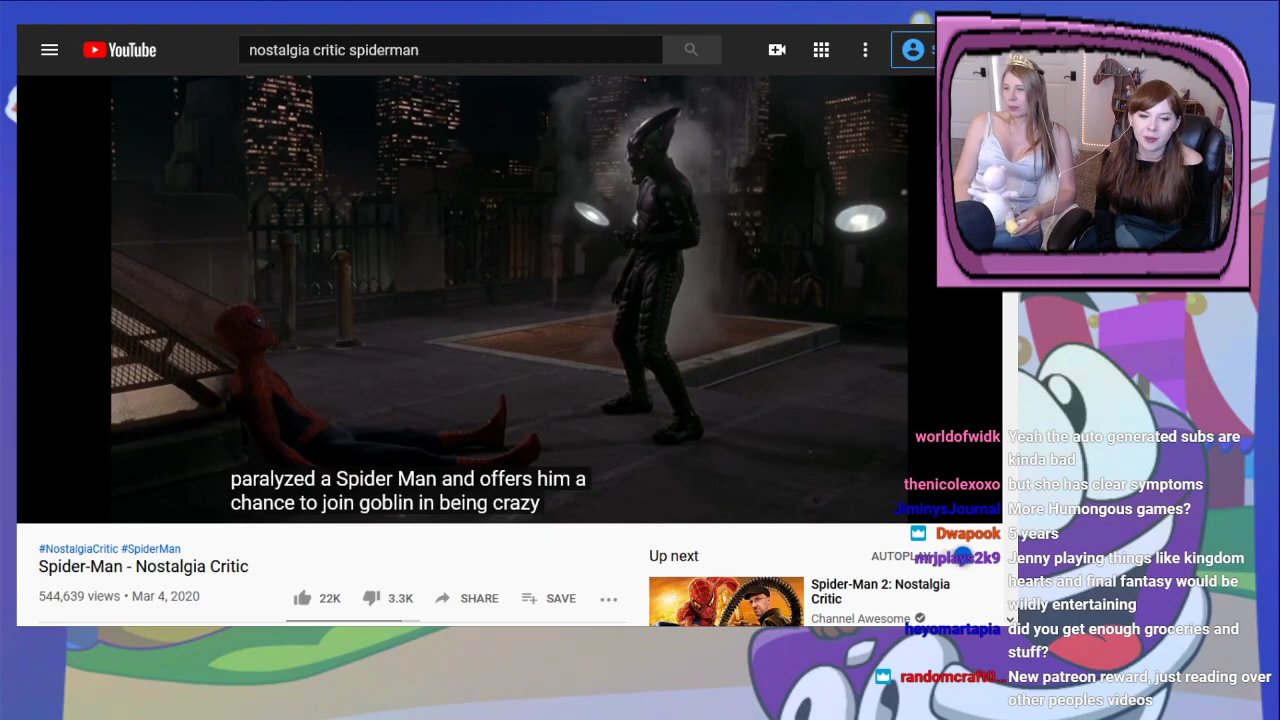 YouTube
nostalgia critic spiderman
paralyzed a Spider Man and offers him a
chance to join goblin in being crazy
#NostalgiaCritic #SpiderMan
Spider-Man - Nostalgia Critic
544,639 views • Mar 4, 2020
22K
3.3K
SHARE
SAVE
Up next
AUTOPLAY
Spider-Man 2: Nostalgia
Critic
Channel Awesome
worldofwidk Yeah the auto generated subs are
kinda bad
thenicolexoxo but she has clear symptoms
JiminysJournal More Humongous games?
Dwapook 5 years
mrjplays2k9 Jenny playing things like kingdom
hearts and final fantasy would be
wildly entertaining
heyomartapia did you get enough groceries and
stuff?
randomcraft0... New patreon reward, just reading over
other peoples videos